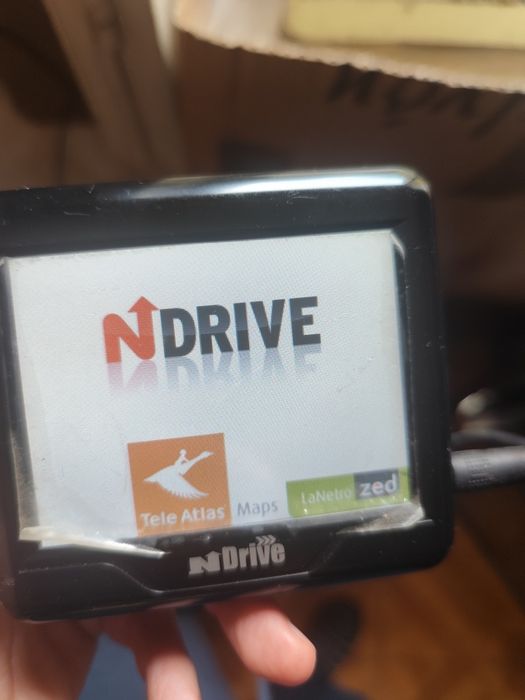 NDRIVE
Tele Atlas Maps
LaNetro zed
NDrive